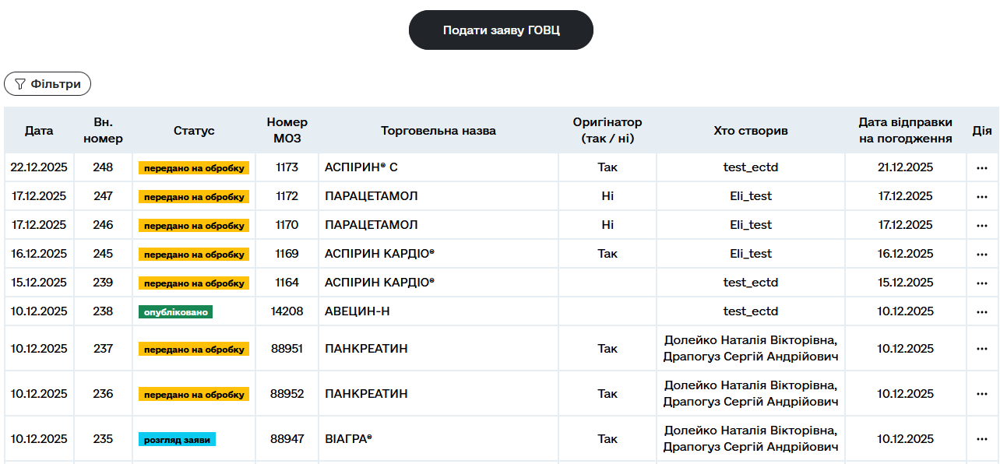 Подати заяву ГОВЦ
Фільтри
Дата Вн. номер Статус Номер МОЗ Торговельна назва Оригінатор (так / ні) Хто створив Дата відправки на погодження Дія
22.12.2025 248 передано на обробку 1173 АСПІРИН® С Так test_ectd 21.12.2025 ...
17.12.2025 247 передано на обробку 1172 ПАРАЦЕТАМОЛ Ні Eli_test 17.12.2025 ...
17.12.2025 246 передано на обробку 1170 ПАРАЦЕТАМОЛ Ні Eli_test 17.12.2025 ...
16.12.2025 245 передано на обробку 1169 АСПІРИН КАРДІО® Так Eli_test 16.12.2025 ...
15.12.2025 239 передано на обробку 1164 АСПІРИН КАРДІО® test_ectd 15.12.2025 ...
10.12.2025 238 опубліковано 14208 АВЕЦИН-Н test_ectd 10.12.2025 ...
10.12.2025 237 передано на обробку 88951 ПАНКРЕАТИН Так Долейко Наталія Вікторівна, Драпогуз Сергій Андрійович 10.12.2025 ...
10.12.2025 236 передано на обробку 88952 ПАНКРЕАТИН Так Долейко Наталія Вікторівна, Драпогуз Сергій Андрійович 10.12.2025 ...
10.12.2025 235 розгляд заяви 88947 ВІАГРА® Так Долейко Наталія Вікторівна, Драпогуз Сергій Андрійович 10.12.2025 ...